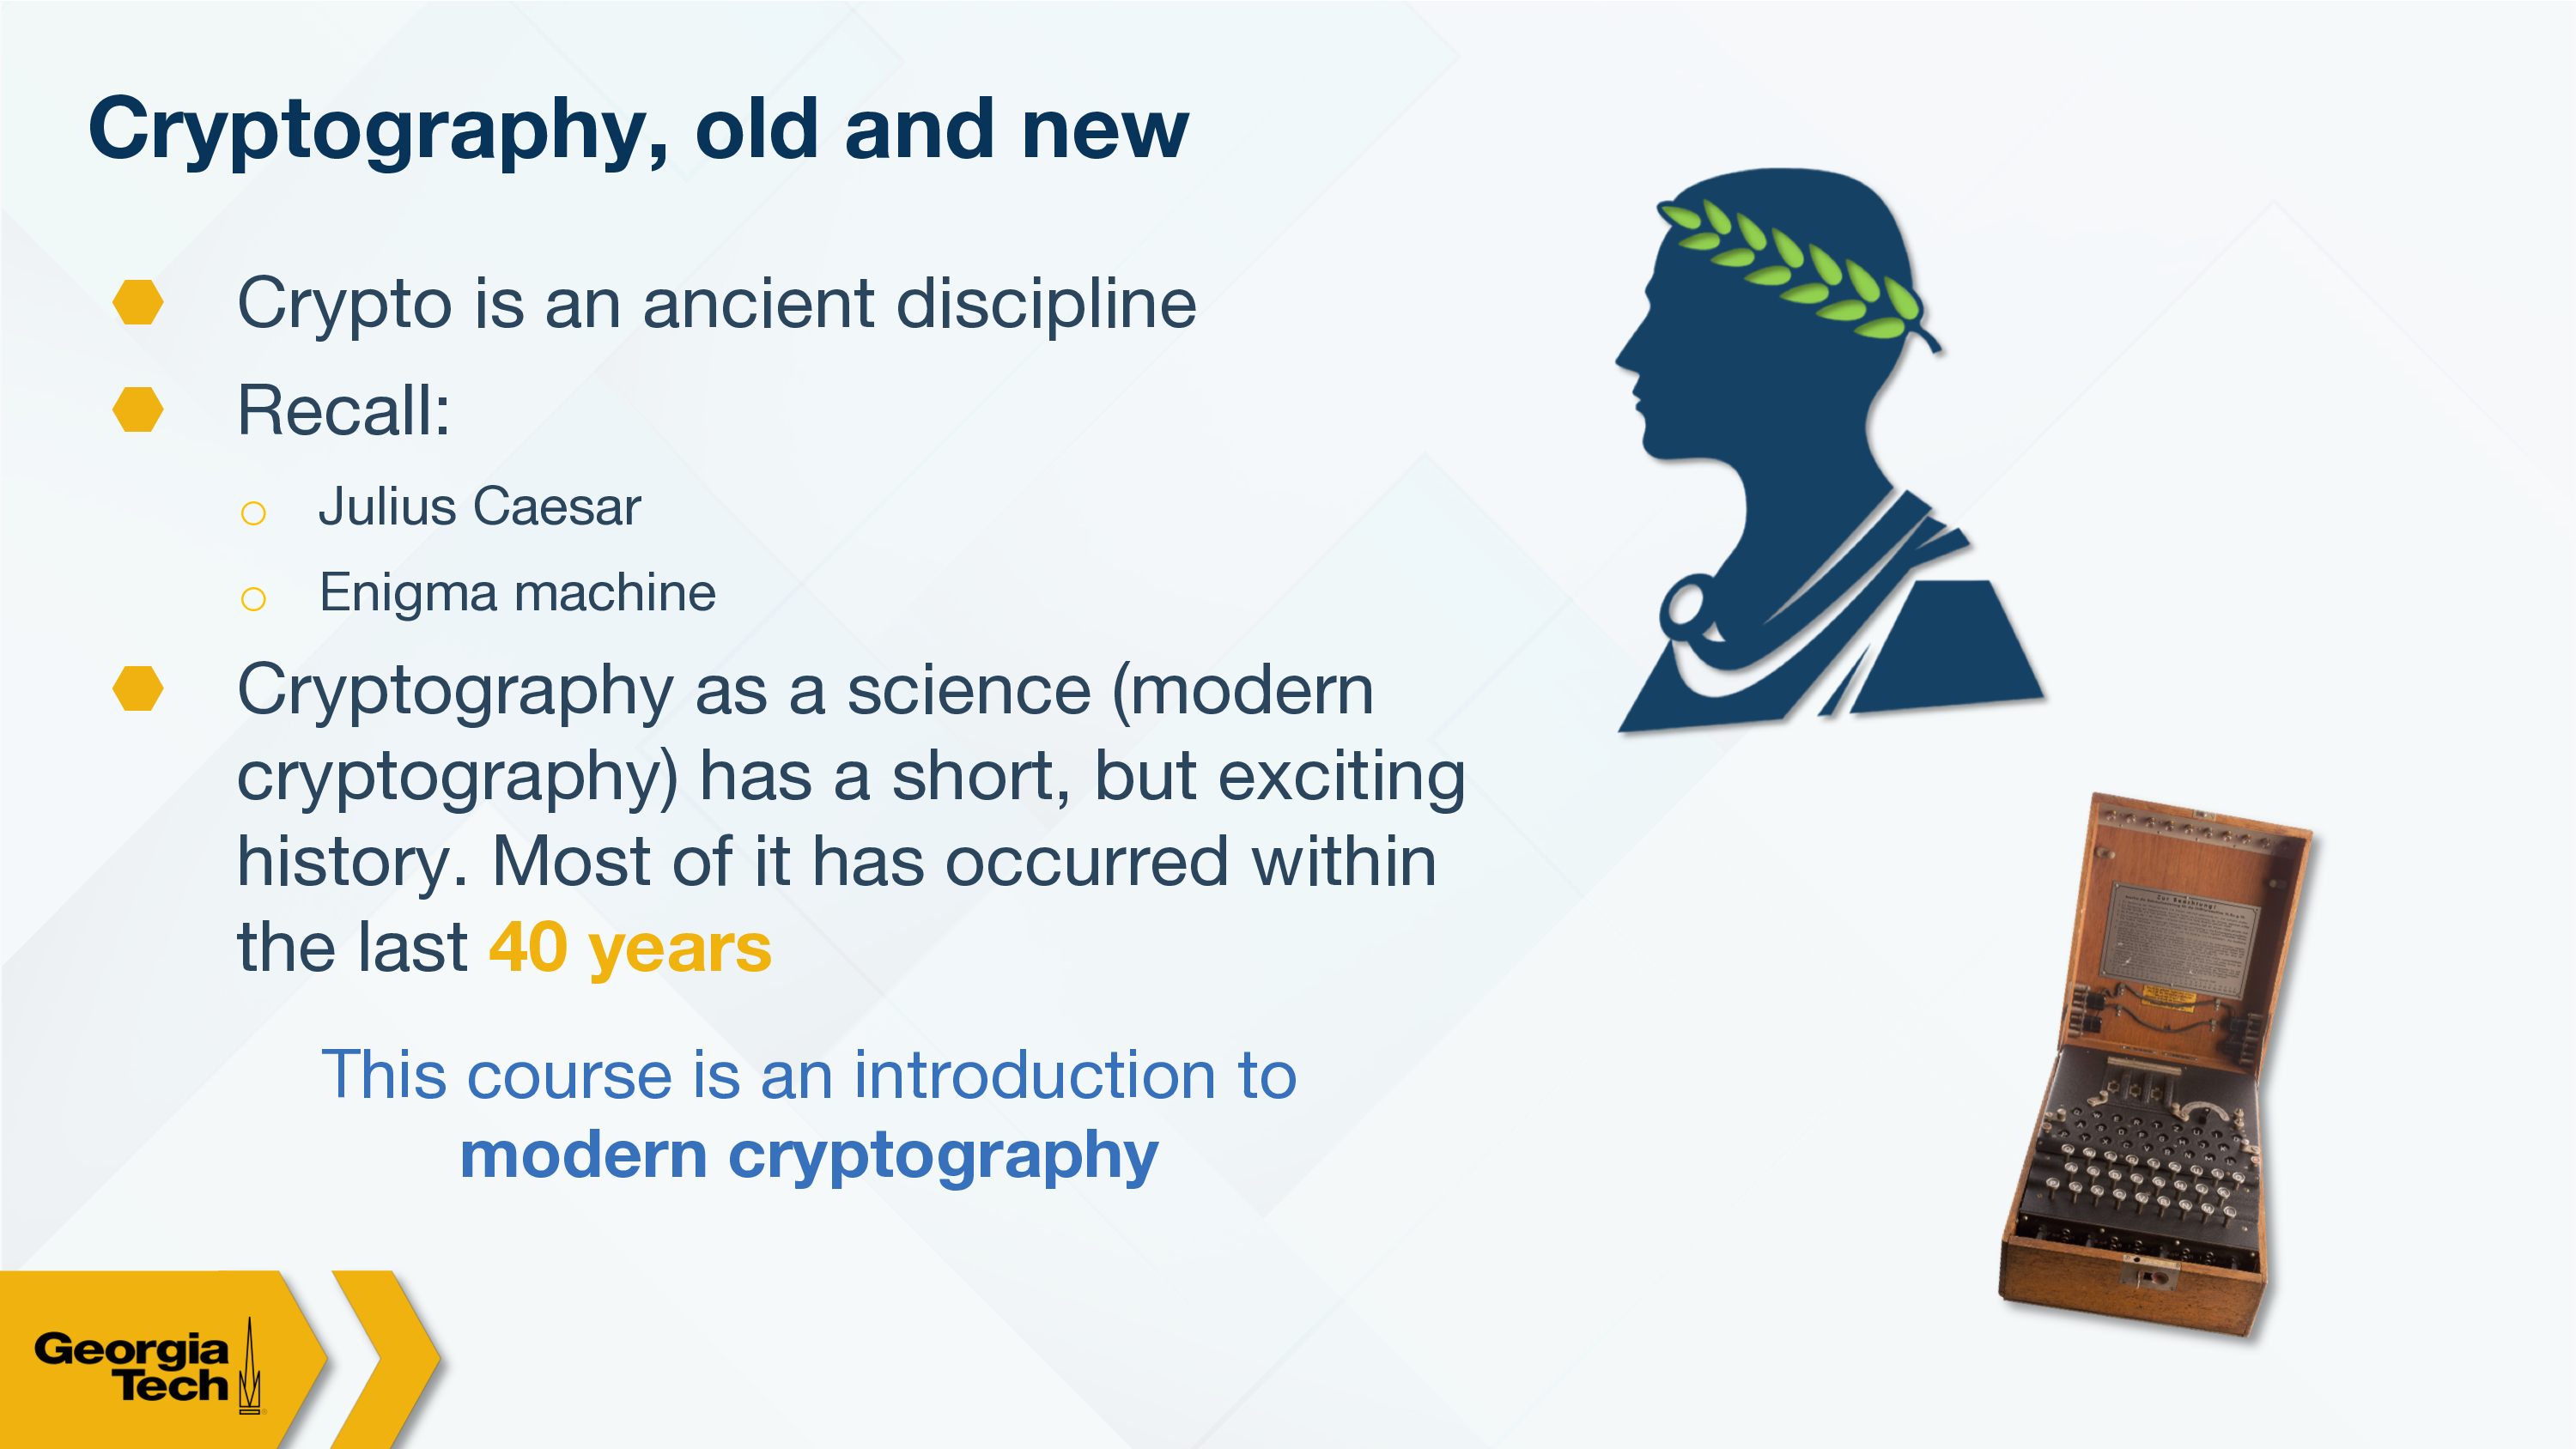 Cryptography, old and new
Crypto is an ancient discipline
Recall:
Julius Caesar
Enigma machine
Cryptography as a science (modern
cryptography) has a short, but exciting
history. Most of it has occurred within
the last 40 years
This course is an introduction to
modern cryptography
Zur Beachtung!
Georgia
Tech